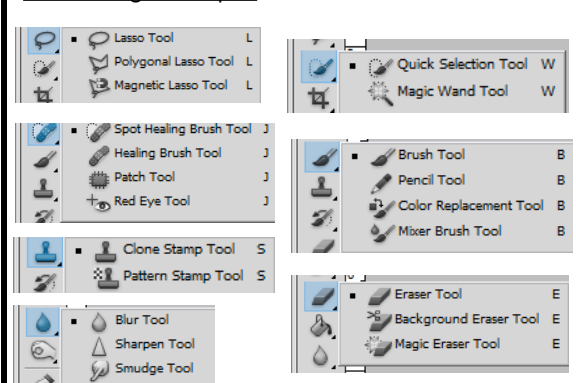 Lasso Tool L
Polygonal Lasso Tool L
Magnetic Lasso Tool L
Quick Selection Tool W
Magic Wand Tool W
Spot Healing Brush Tool J
Healing Brush Tool J
Patch Tool J
Red Eye Tool J
Brush Tool B
Pencil Tool B
Color Replacement Tool B
Mixer Brush Tool B
Clone Stamp Tool S
Pattern Stamp Tool S
Eraser Tool E
Background Eraser Tool E
Magic Eraser Tool E
Blur Tool
Sharpen Tool
Smudge Tool